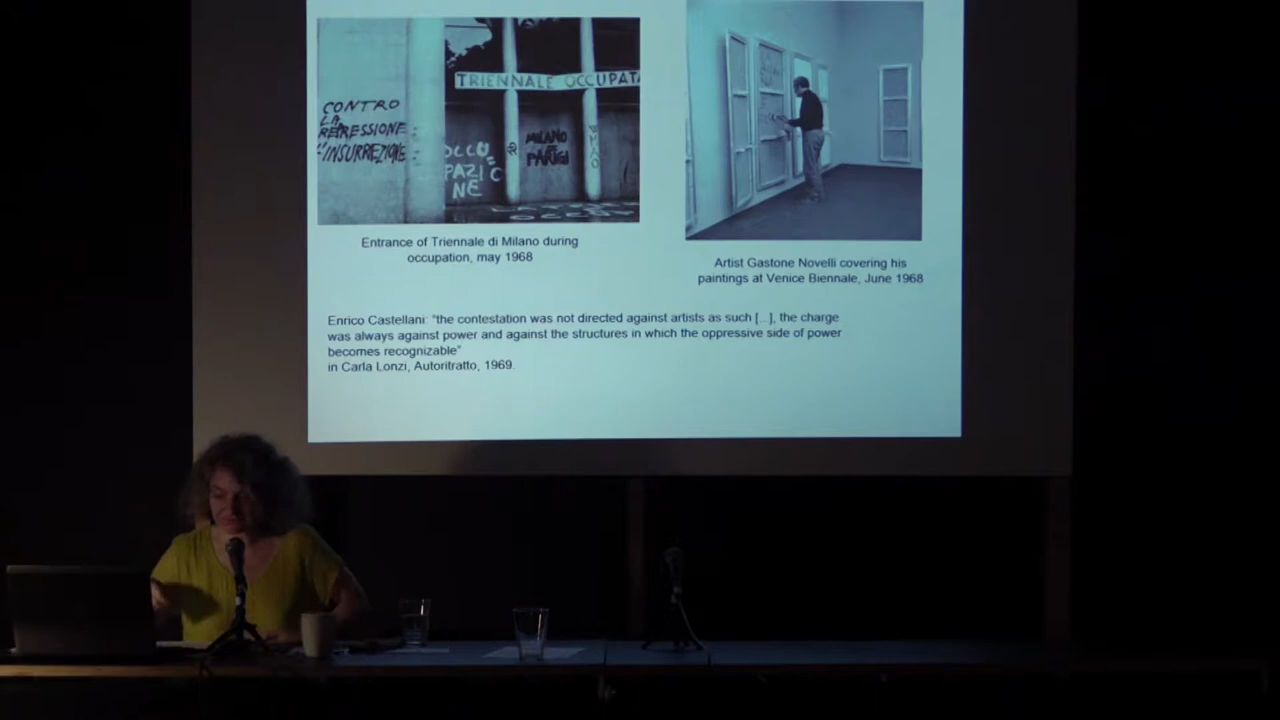 CONTRO
LA
REPRESSIONE
L'INSURREZIONE
TRIENNALE OCCUPATA
OCCU
PAZIO
NE
MILANO
=
PARIGI
MAO
Entrance of Triennale di Milano during
occupation, may 1968
Artist Gastone Novelli covering his
paintings at Venice Biennale, June 1968
Enrico Castellani: "the contestation was not directed against artists as such [...], the charge
was always against power and against the structures in which the oppressive side of power
becomes recognizable"
in Carla Lonzi, Autoritratto, 1969.